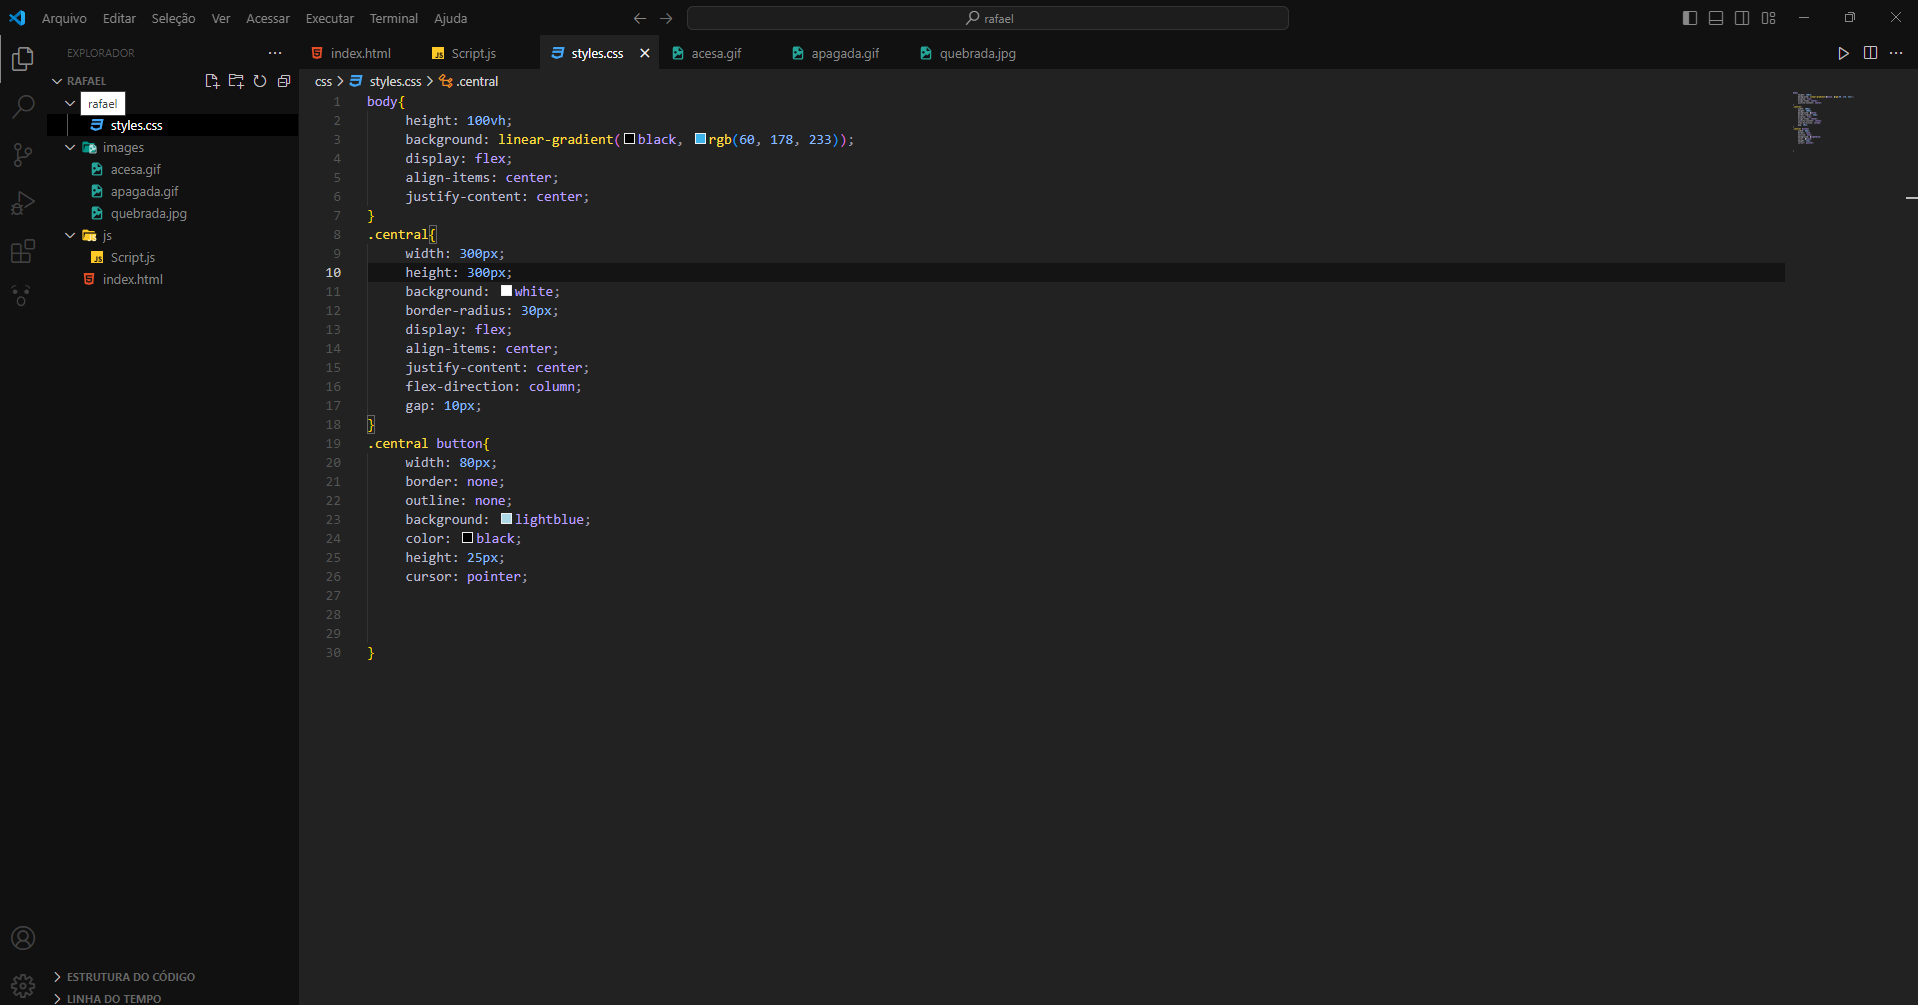 Arquivo Editar Seleção Ver Acessar Executar Terminal Ajuda
rafael
EXPLORADOR
index.html
Script.js
styles.css
acesa.gif
apagada.gif
quebrada.jpg
RAFAEL
rafael
styles.css
images
acesa.gif
apagada.gif
quebrada.jpg
js
Script.js
index.html
ESTRUTURA DO CÓDIGO
LINHA DO TEMPO
css > styles.css > .central
1 body{
2 height: 100vh;
3 background: linear-gradient(black, rgb(60, 178, 233));
4 display: flex;
5 align-items: center;
6 justify-content: center;
7 }
8 .central{
9 width: 300px;
10 height: 300px;
11 background: white;
12 border-radius: 30px;
13 display: flex;
14 align-items: center;
15 justify-content: center;
16 flex-direction: column;
17 gap: 10px;
18 }
19 .central button{
20 width: 80px;
21 border: none;
22 outline: none;
23 background: lightblue;
24 color: black;
25 height: 25px;
26 cursor: pointer;
27
28
29
30 }